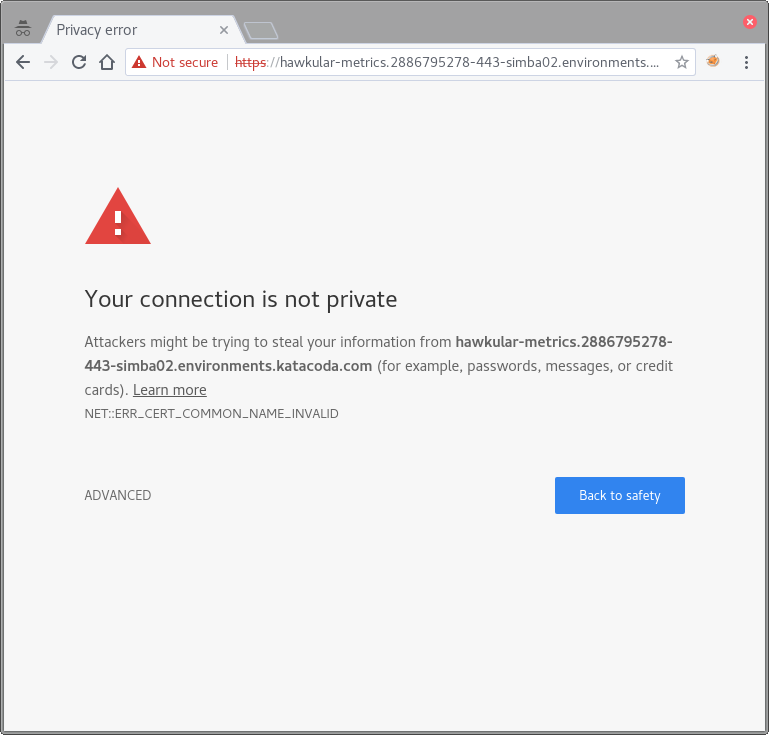 Privacy error
Not secure https://hawkular-metrics.2886795278-443-simba02.environments....
Your connection is not private
Attackers might be trying to steal your information from hawkular-metrics.2886795278-
443-simba02.environments.katacoda.com (for example, passwords, messages, or credit
cards). Learn more
NET::ERR_CERT_COMMON_NAME_INVALID
ADVANCED
Back to safety